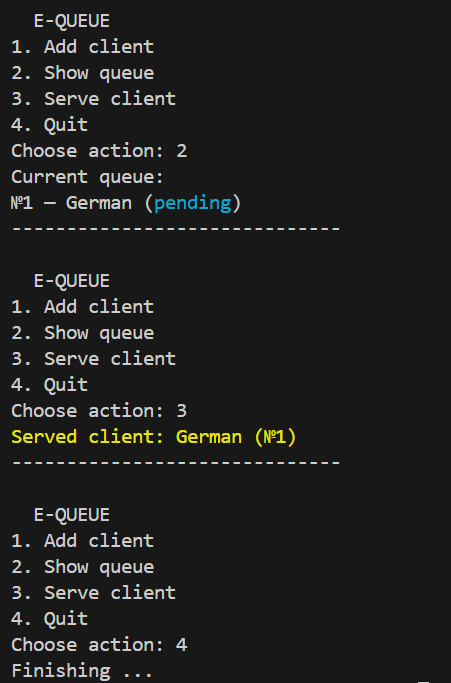 E-QUEUE
1. Add client
2. Show queue
3. Serve client
4. Quit
Choose action: 2
Current queue:
№1 — German (pending)
------------------------------
E-QUEUE
1. Add client
2. Show queue
3. Serve client
4. Quit
Choose action: 3
Served client: German (№1)
------------------------------
E-QUEUE
1. Add client
2. Show queue
3. Serve client
4. Quit
Choose action: 4
Finishing ...